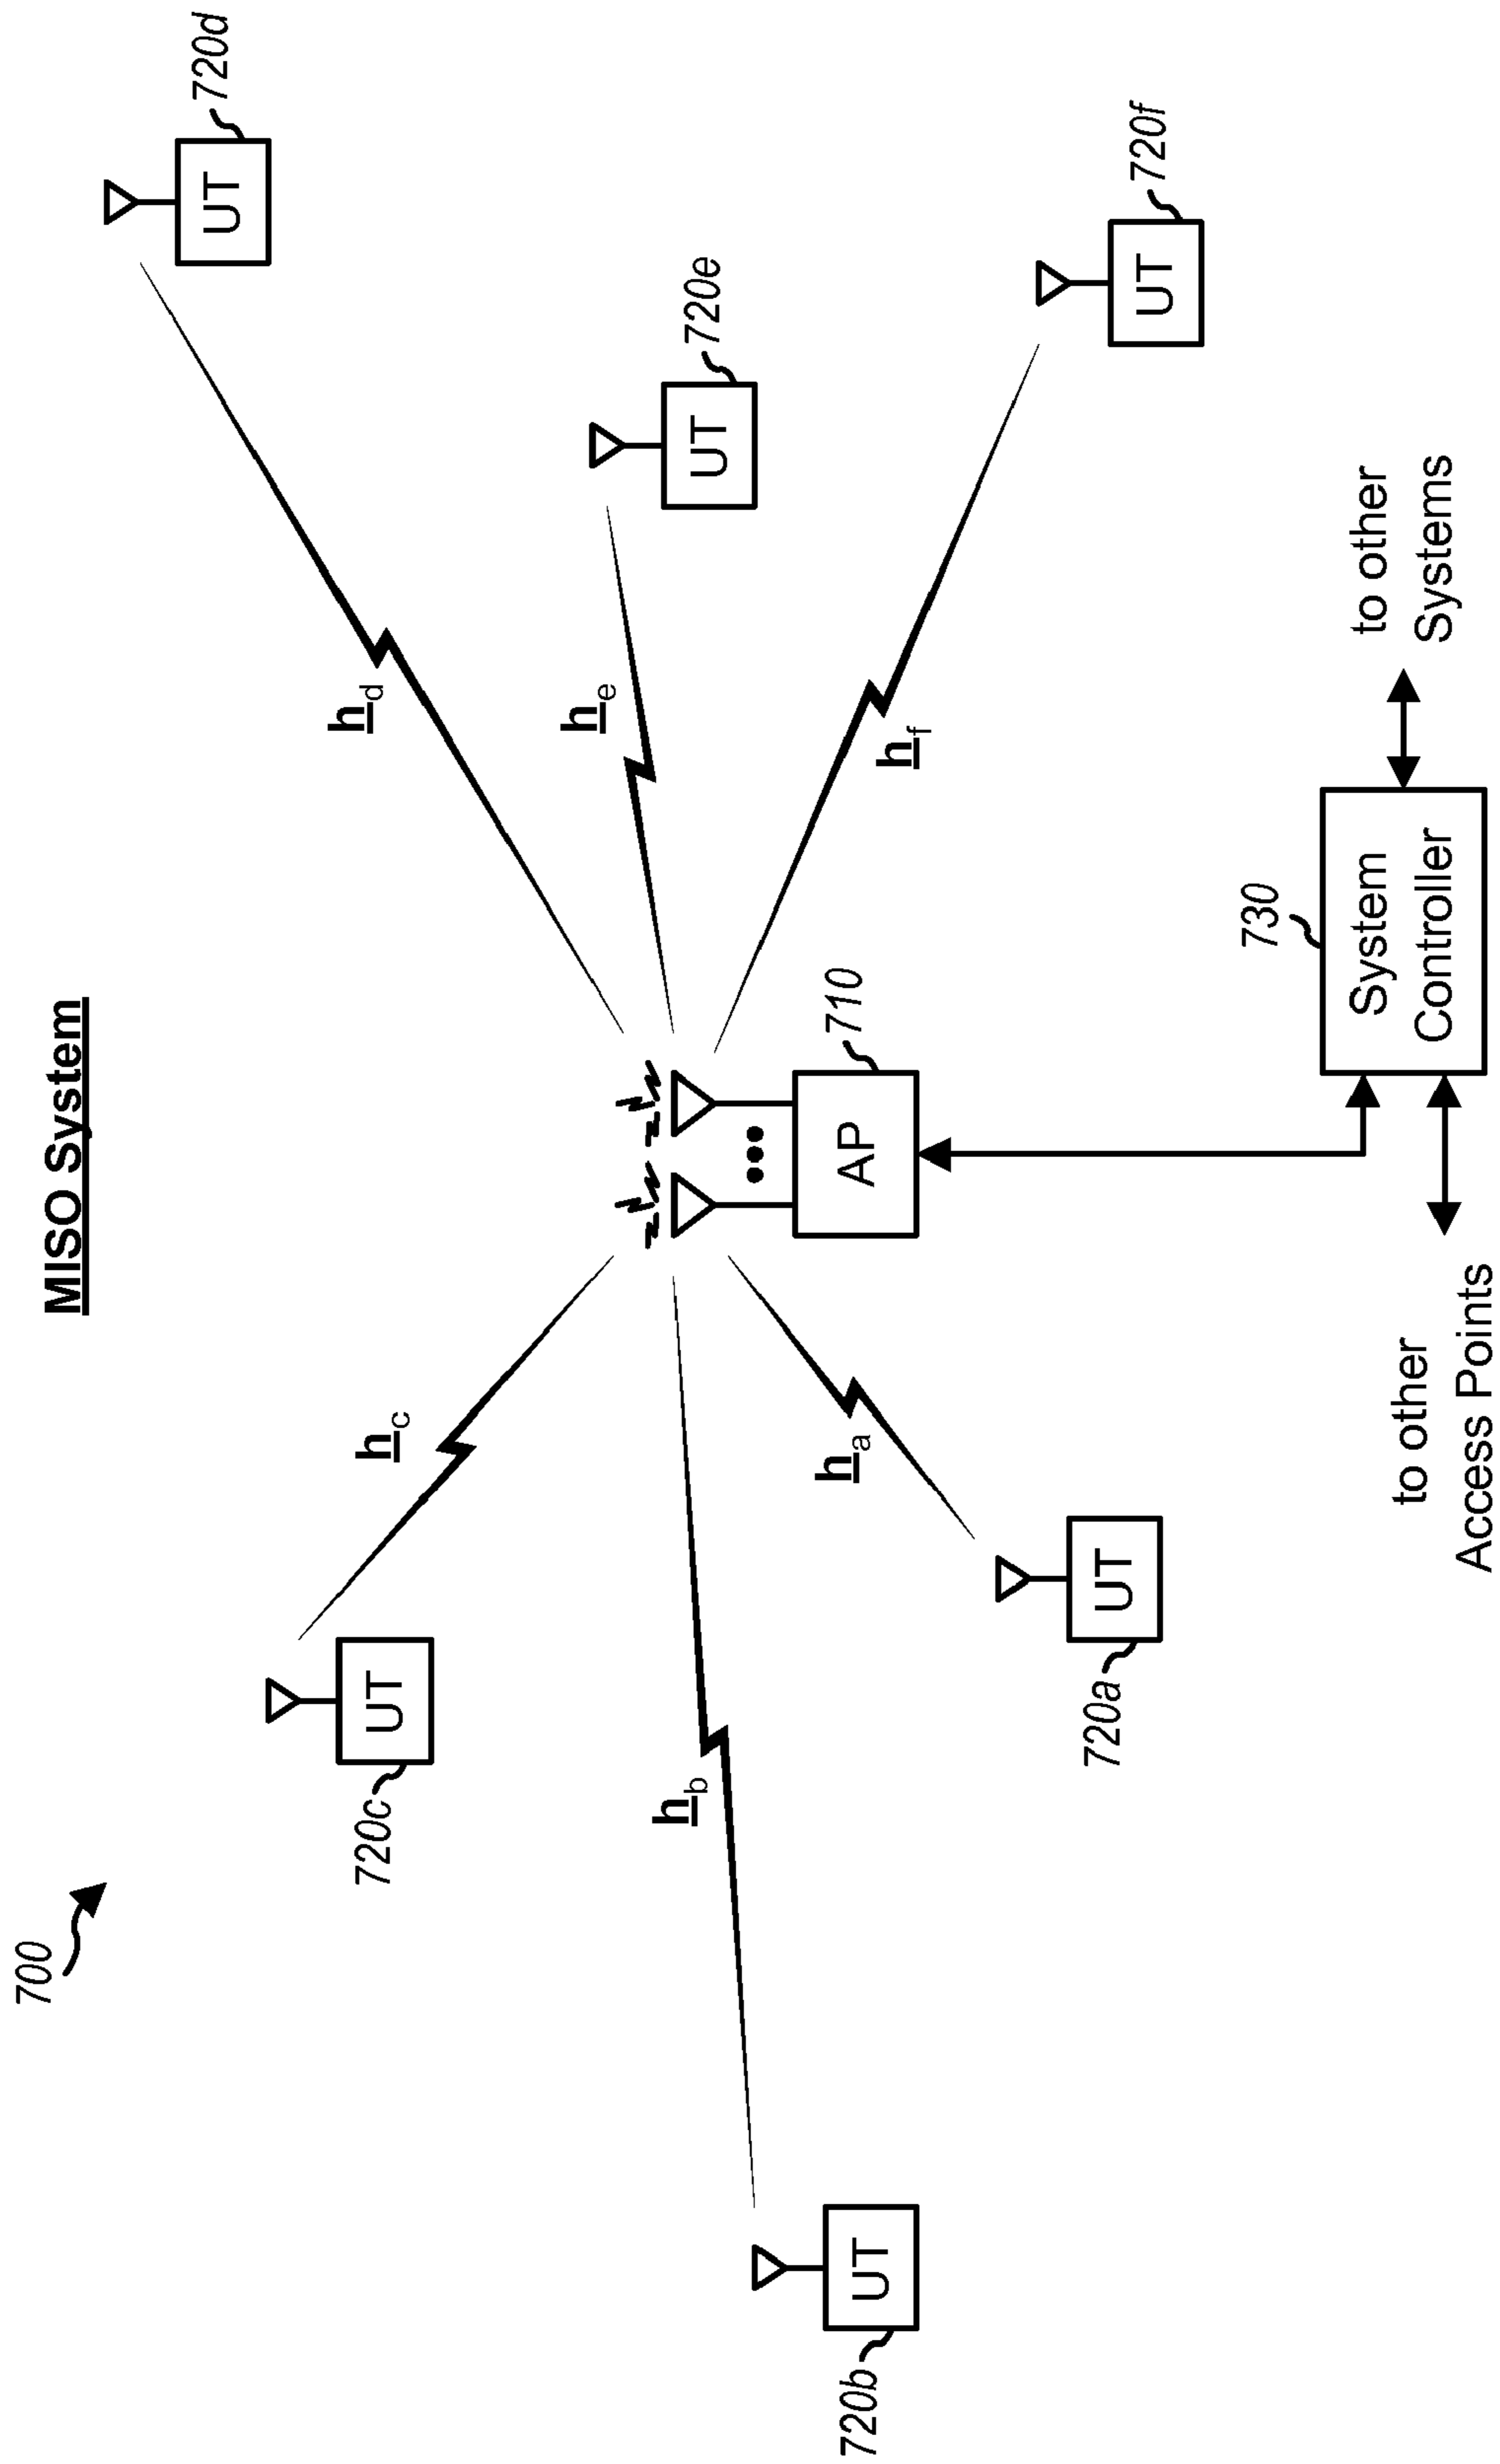 MISO System
700
720d
UT
h_d
720c
UT
h_c
720e
UT
h_e
h_b
720b
UT
AP
710
h_a
720a
UT
h_f
720f
UT
730
System
Controller
to other
Systems
to other
Access Points